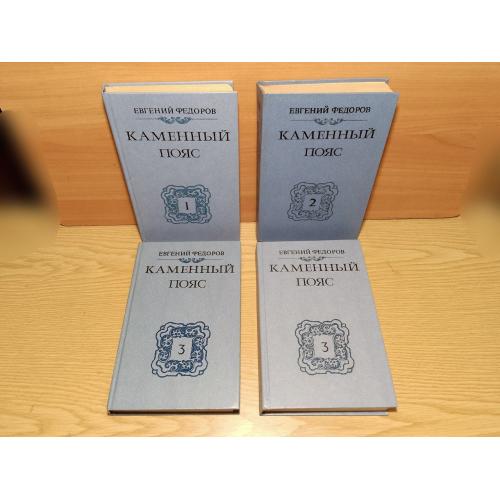 ЕВГЕНИЙ ФЕДОРОВ
КАМЕННЫЙ
ПОЯС
1
ЕВГЕНИЙ ФЕДОРОВ
КАМЕННЫЙ
ПОЯС
2
ЕВГЕНИЙ ФЕДОРОВ
КАМЕННЫЙ
ПОЯС
3
ЕВГЕНИЙ ФЕДОРОВ
КАМЕННЫЙ
ПОЯС
3